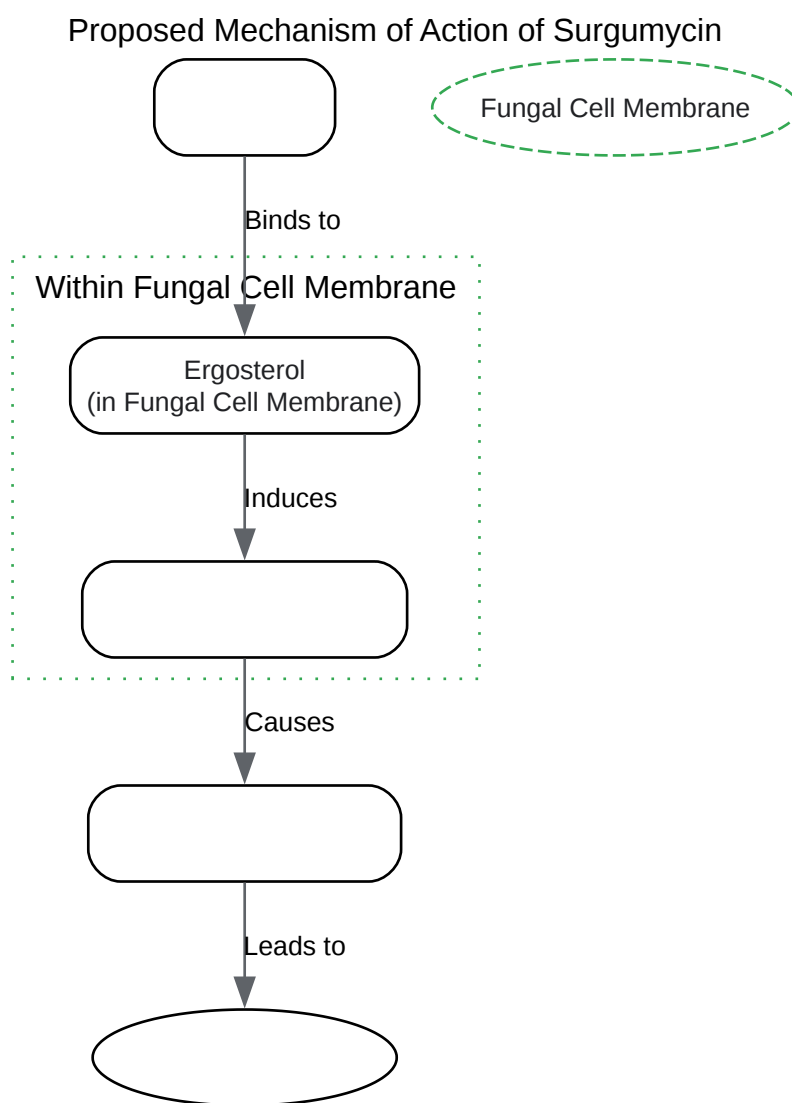 Proposed Mechanism of Action of Surgumycin
Fungal Cell Membrane
Binds to
Within Fungal Cell Membrane
Ergosterol
(in Fungal Cell Membrane)
Induces
Causes
Leads to